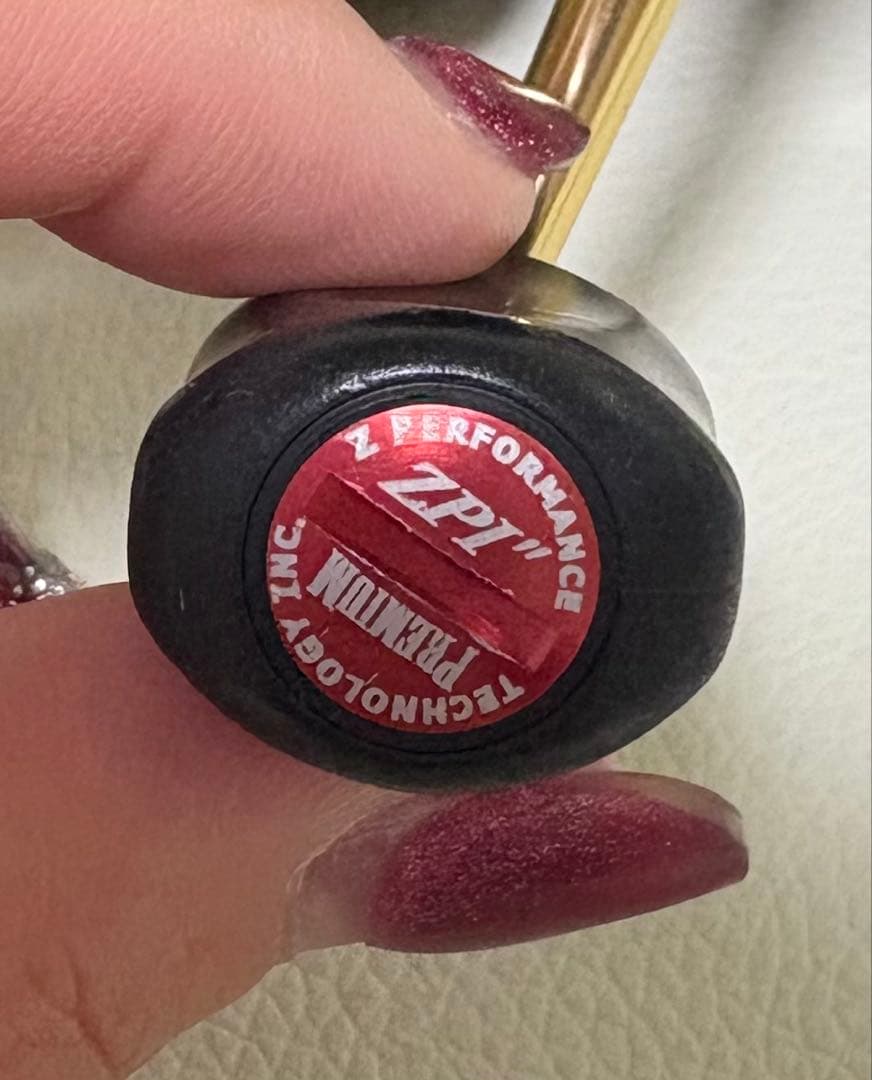 Z PERFORMANCE
ZPI"
PREMIUM
TECHNOLOGY INC.